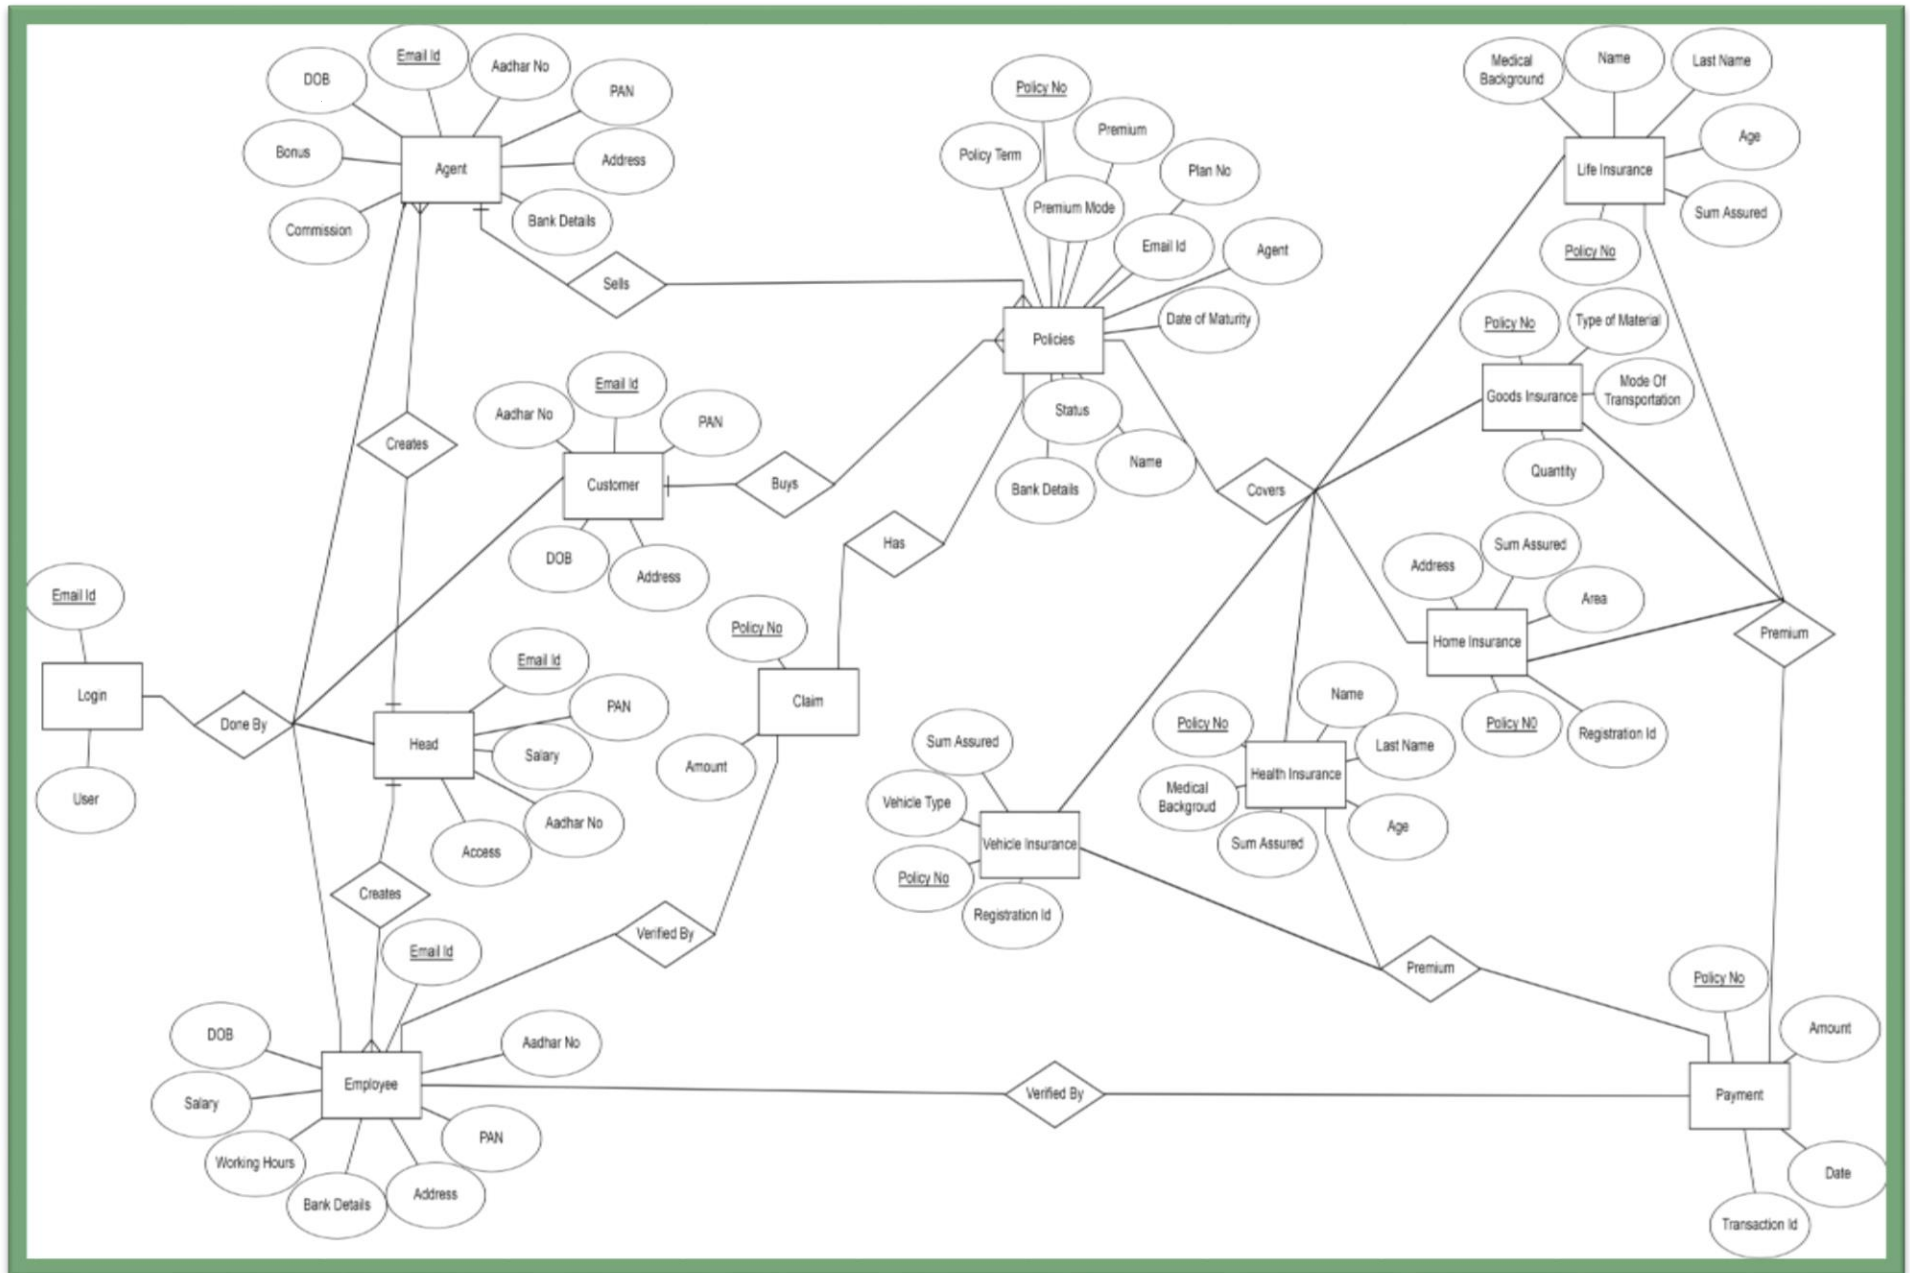 Email Id
DOB
Aadhar No
PAN
Bonus
Agent
Address
Commission
Bank Details
Sells
Creates
Policy No
Premium
Policy Term
Plan No
Premium Mode
Email Id
Agent
Date of Maturity
Policies
Status
Name
Bank Details
Medical
Background
Name
Last Name
Age
Life Insurance
Sum Assured
Policy No
Policy No
Type of Material
Goods Insurance
Mode Of
Transportation
Quantity
Email Id
Aadhar No
PAN
Customer
Buys
DOB
Address
Has
Covers
Sum Assured
Address
Area
Home Insurance
Premium
Policy N0
Registration Id
Email Id
Login
User
Done By
Email Id
PAN
Head
Salary
Aadhar No
Access
Policy No
Claim
Amount
Name
Policy No
Last Name
Health Insurance
Medical
Backgroud
Age
Sum Assured
Sum Assured
Vehicle Type
Vehicle Insurance
Policy No
Registration Id
Creates
Verified By
Premium
Email Id
DOB
Aadhar No
Employee
Salary
PAN
Working Hours
Bank Details
Address
Verified By
Policy No
Amount
Payment
Date
Transaction Id